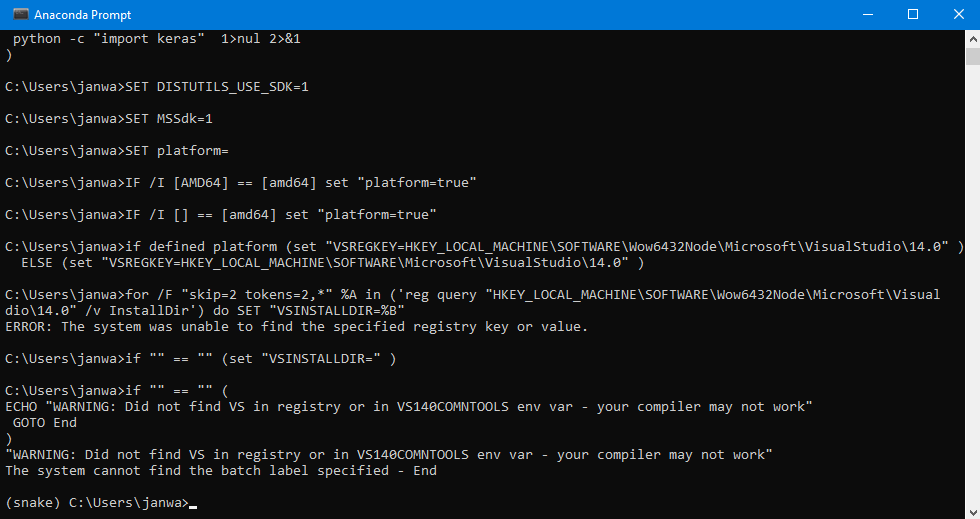 Anaconda Prompt
python -c "import keras"  1>nul 2>&1
)
C:\Users\janwa>SET DISTUTILS_USE_SDK=1
C:\Users\janwa>SET MSSdk=1
C:\Users\janwa>SET platform=
C:\Users\janwa>IF /I [AMD64] == [amd64] set "platform=true"
C:\Users\janwa>IF /I [] == [amd64] set "platform=true"
C:\Users\janwa>if defined platform (set "VSREGKEY=HKEY_LOCAL_MACHINE\SOFTWARE\Wow6432Node\Microsoft\VisualStudio\14.0" )
ELSE (set "VSREGKEY=HKEY_LOCAL_MACHINE\SOFTWARE\Microsoft\VisualStudio\14.0" )
C:\Users\janwa>for /F "skip=2 tokens=2,*" %A in ('reg query "HKEY_LOCAL_MACHINE\SOFTWARE\Wow6432Node\Microsoft\Visual
dio\14.0" /v InstallDir') do SET "VSINSTALLDIR=%B"
ERROR: The system was unable to find the specified registry key or value.
C:\Users\janwa>if "" == "" (set "VSINSTALLDIR=" )
C:\Users\janwa>if "" == "" (
ECHO "WARNING: Did not find VS in registry or in VS140COMNTOOLS env var - your compiler may not work"
GOTO End
)
"WARNING: Did not find VS in registry or in VS140COMNTOOLS env var - your compiler may not work"
The system cannot find the batch label specified - End
(snake) C:\Users\janwa>